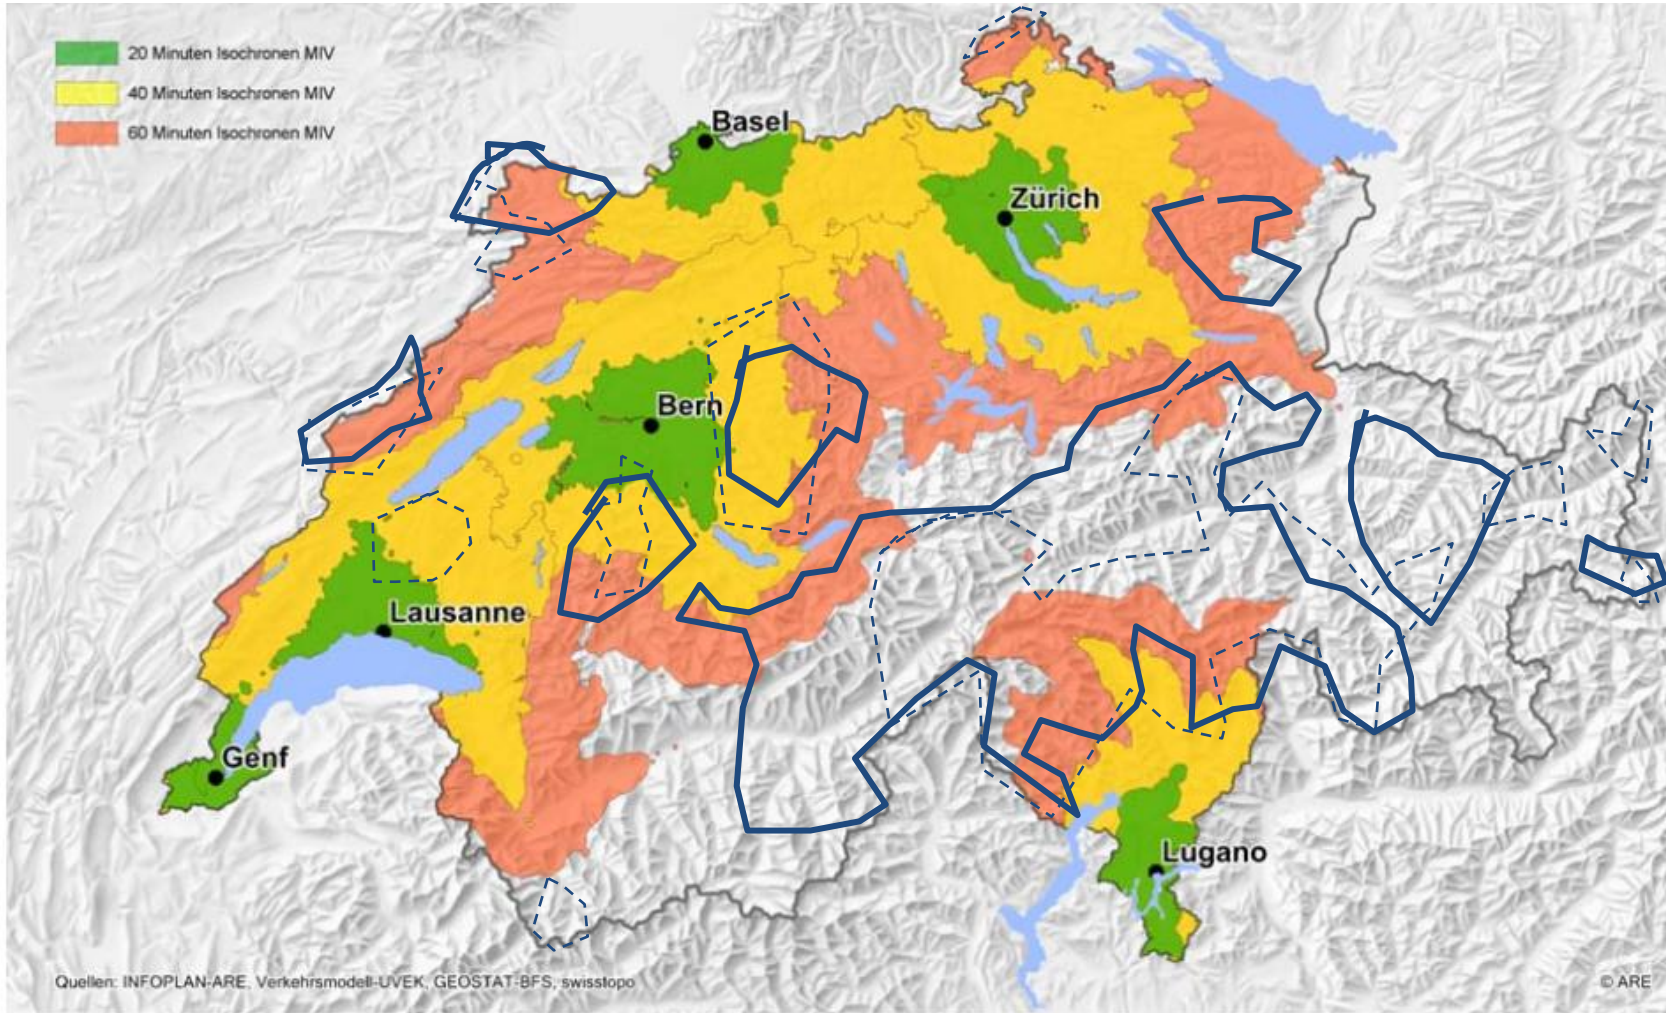 20 Minuten Isochronen MIV
40 Minuten Isochronen MIV
60 Minuten Isochronen MIV
Basel
Zürich
Bern
Lausanne
Genf
Lugano
Quellen: INFOPLAN-ARE, Verkehrsmodell-UVEK, GEOSTAT-BFS, swisstopo
© ARE